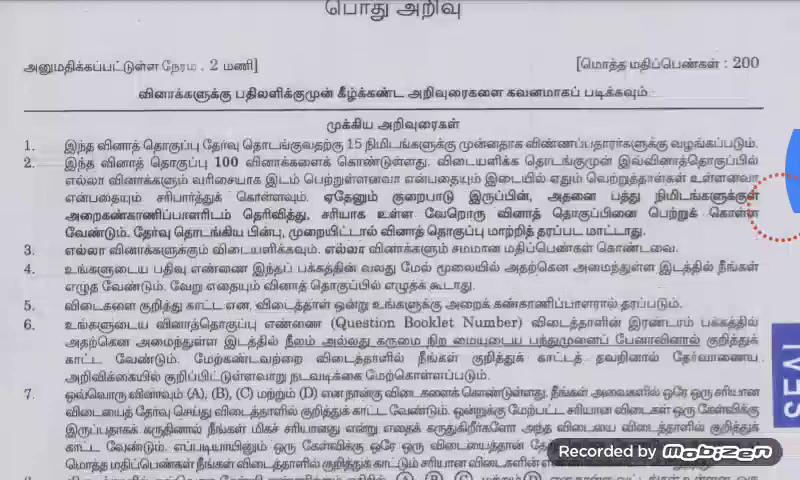 பொது அறிவு
அனுமதிக்கப்பட்டுள்ள நேரம் . 2 மணி] [மொத்த மதிப்பெண்கள் : 200
வினாக்களுக்கு பதிலளிக்குமுன் கீழ்க்கண்ட அறிவுரைகளை கவனமாகப் படிக்கவும்
முக்கிய அறிவுரைகள்
1. இந்த வினாத் தொகுப்பு தேர்வு தொடங்குவதற்கு 15 நிமிடங்களுக்கு முன்னதாக விண்ணப்பதாரர்களுக்கு வழங்கப்படும்.
2. இந்த வினாத் தொகுப்பு 100 வினாக்களைக் கொண்டுள்ளது. விடையளிக்க தொடங்குமுன் இவ்வினாத்தொகுப்பில்
எல்லா வினாக்களும் வரிசையாக இடம் பெற்றுள்ளனவா என்பதையும் இடையில் ஏதும் வெற்றுத்தாள்கள் உள்ளனவா
என்பதையும் சரிபார்த்துக் கொள்ளவும். ஏதேனும் குறைபாடு இருப்பின், அதனை பத்து நிமிடங்களுக்குள்
அறைகண்காணிப்பாளரிடம் தெரிவித்து, சரியாக உள்ள வேறொரு வினாத் தொகுப்பினை பெற்றுக் கொள்ள
வேண்டும். தேர்வு தொடங்கிய பின்பு, முறையிட்டால் வினாத் தொகுப்பு மாற்றித் தரப்பட மாட்டாது.
3. எல்லா வினாக்களுக்கும் விடையளிக்கவும். எல்லா வினாக்களும் சமமான மதிப்பெண்கள் கொண்டவை.
4. உங்களுடைய பதிவு எண்ணை இந்தப் பக்கத்தின் வலது மேல் மூலையில் அதற்கென அமைந்துள்ள இடத்தில் நீங்கள்
எழுத வேண்டும். வேறு எதையும் வினாத் தொகுப்பில் எழுதக் கூடாது.
5. விடைகளை குறித்து காட்ட என, விடைத்தாள் ஒன்று உங்களுக்கு அறைக் கண்காணிப்பாளரால் தரப்படும்.
6. உங்களுடைய வினாத்தொகுப்பு எண்ணை (Question Booklet Number) விடைத்தாளின் இரண்டாம் பக்கத்தில்
அதற்கென அமைந்துள்ள இடத்தில் நீலம் அல்லது கருமை நிற மையுடைய பந்துமுனைப் பேனாவினால் குறித்துக்
காட்ட வேண்டும். மேற்கண்டவற்றை விடைத்தாளில் நீங்கள் குறித்துக் காட்டத் தவறினால் தேர்வாணைய
அறிவிக்கையில் குறிப்பிட்டுள்ளவாறு நடவடிக்கை மேற்கொள்ளப்படும்.
7. ஒவ்வொரு வினாவும் (A), (B), (C) மற்றும் (D) என நான்கு விடைகளைக் கொண்டுள்ளது. நீங்கள் அவைகளில் ஒரே ஒரு சரியான
விடையைத் தேர்வு செய்து விடைத்தாளில் குறித்துக் காட்ட வேண்டும். ஒன்றுக்கு மேற்பட்ட சரியான விடைகள் ஒரு கேள்விக்கு
இருப்பதாகக் கருதினால் நீங்கள் மிகச் சரியானது என்று எதைக் கருதுகிறீர்களோ அந்த விடையை விடைத்தாளில் குறித்துக்
காட்ட வேண்டும். எப்படியாயினும் ஒரு கேள்விக்கு ஒரே ஒரு விடையைத்தான்
மொத்த மதிப்பெண்கள் நீங்கள் விடைத்தாளில் குறித்துக் காட்டும் சரியான விடைகளின்
Recorded by Mobizen